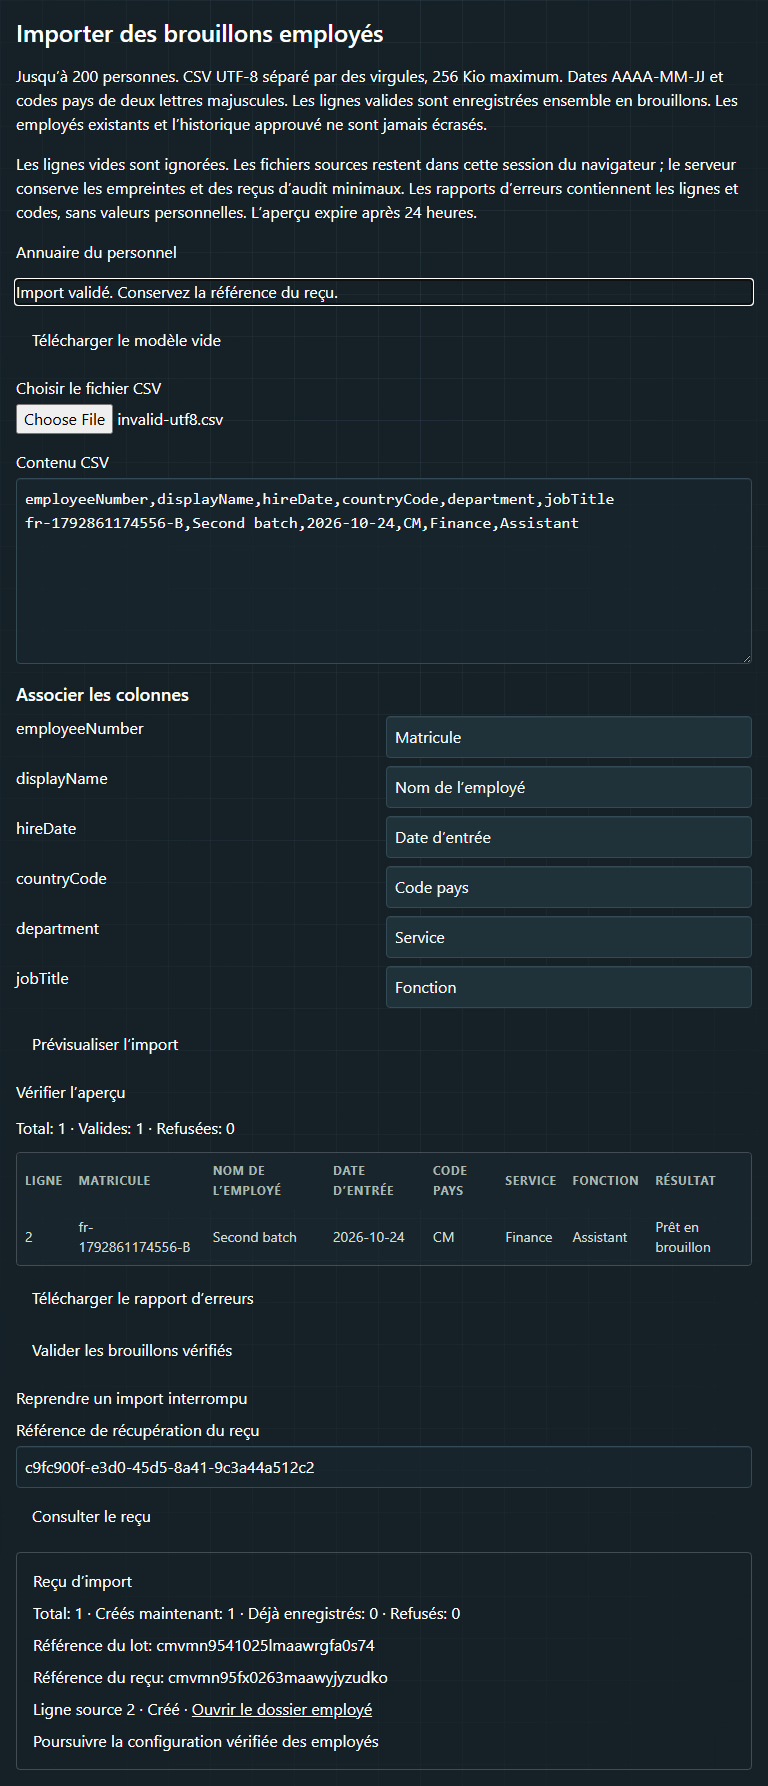 Importer des brouillons employés
Jusqu’à 200 personnes. CSV UTF-8 séparé par des virgules, 256 Kio maximum. Dates AAAA-MM-JJ et
codes pays de deux lettres majuscules. Les lignes valides sont enregistrées ensemble en brouillons. Les
employés existants et l’historique approuvé ne sont jamais écrasés.
Les lignes vides sont ignorées. Les fichiers sources restent dans cette session du navigateur ; le serveur
conserve les empreintes et des reçus d’audit minimaux. Les rapports d’erreurs contiennent les lignes et
codes, sans valeurs personnelles. L’aperçu expire après 24 heures.
Annuaire du personnel
Import validé. Conservez la référence du reçu.
Télécharger le modèle vide
Choisir le fichier CSV
Choose File invalid-utf8.csv
Contenu CSV
employeeNumber,displayName,hireDate,countryCode,department,jobTitle
fr-1792861174556-B,Second batch,2026-10-24,CM,Finance,Assistant
Associer les colonnes
employeeNumber Matricule
displayName Nom de l’employé
hireDate Date d’entrée
countryCode Code pays
department Service
jobTitle Fonction
Prévisualiser l’import
Vérifier l’aperçu
Total: 1 · Valides: 1 · Refusées: 0
LIGNE MATRICULE NOM DE L’EMPLOYÉ DATE D’ENTRÉE CODE PAYS SERVICE FONCTION RÉSULTAT
2 fr-1792861174556-B Second batch 2026-10-24 CM Finance Assistant Prêt en brouillon
Télécharger le rapport d’erreurs
Valider les brouillons vérifiés
Reprendre un import interrompu
Référence de récupération du reçu
c9fc900f-e3d0-45d5-8a41-9c3a44a512c2
Consulter le reçu
Reçu d’import
Total: 1 · Créés maintenant: 1 · Déjà enregistrés: 0 · Refusés: 0
Référence du lot: cmvmn9541025lmaawrgfa0s74
Référence du reçu: cmvmn95fx0263maawyjyzudko
Ligne source 2 · Créé · Ouvrir le dossier employé
Poursuivre la configuration vérifiée des employés